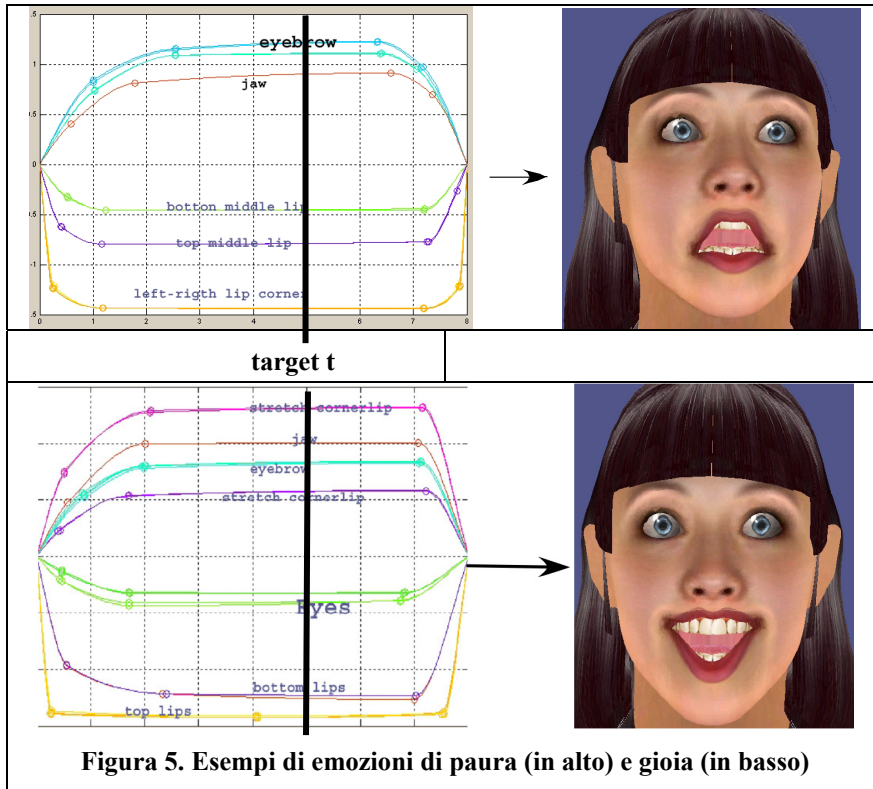 .5
eyebrow
1
jaw
.5
0
botton middle lip
.5
top middle lip
-1
left-rigth lip corner
.5
0 1 2 3 4 5 6 7 8
target t
stretch cornerlip
jaw
eyebrow
stretch cornerlip
Eyes
bottom lips
top lips
Figura 5. Esempi di emozioni di paura (in alto) e gioia (in basso)